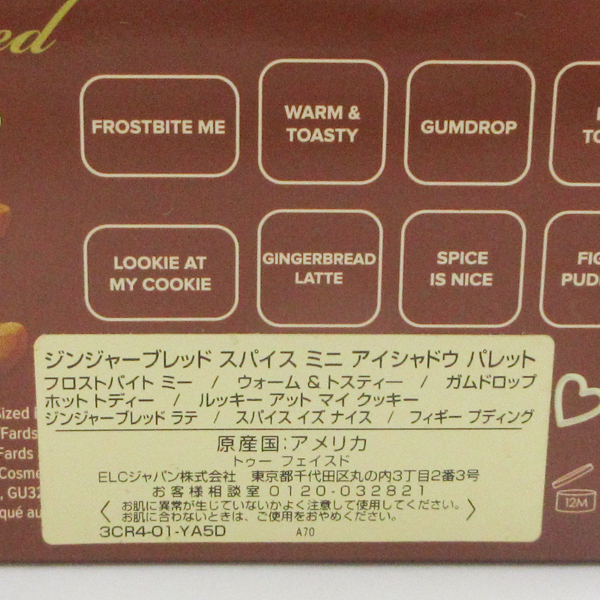 ed
FROSTBITE ME
WARM &
TOASTY
GUMDROP
TO
LOOKIE AT
MY COOKIE
GINGERBREAD
LATTE
SPICE
IS NICE
FIG
PUD
ジンジャーブレッド スパイス ミニ アイシャドウ パレット
フロストバイト ミー / ウォーム & トスティー / ガムドロップ
ホット トディー / ルッキー アット マイ クッキー
ジンジャーブレッド ラテ / スパイス イズ ナイス / フィギー プディング
原産国:アメリカ
トゥー フェイスド
ELCジャパン株式会社 東京都千代田区丸の内3丁目2番3号
お客様相談室 0120-032821
お肌に異常が生じていないかよく注意して使用してください。
お肌に合わないときは、ご使用をおやめください。
3CR4-01-YA5D A70
sized
Fards
Fards
Cosme
, GU32
qué au
12M